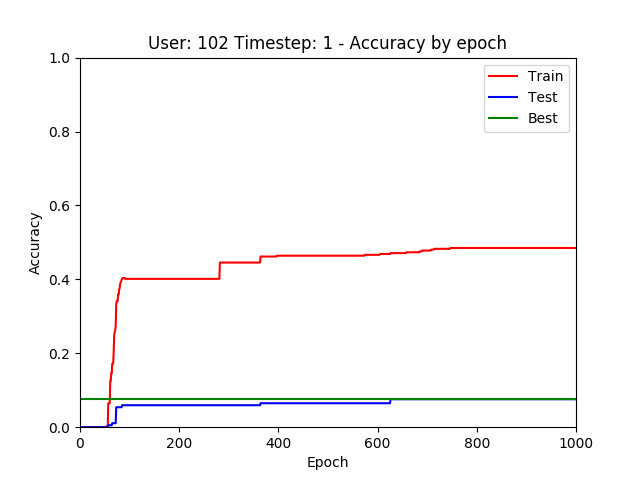 User: 102 Timestep: 1 - Accuracy by epoch
1.0
0.8
0.6
0.4
0.2
0.0
Accuracy
Train
Test
Best
0 200 400 600 800 1000
Epoch